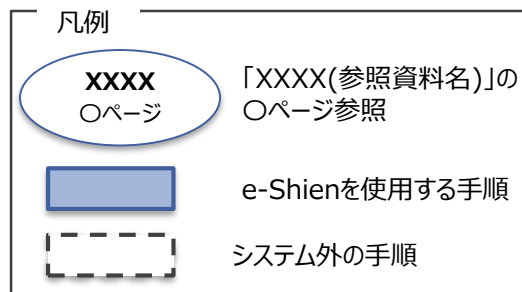 凡例
XXXX
〇ページ
「XXXX(参照資料名)」の
〇ページ参照
e-Shienを使用する手順
システム外の手順